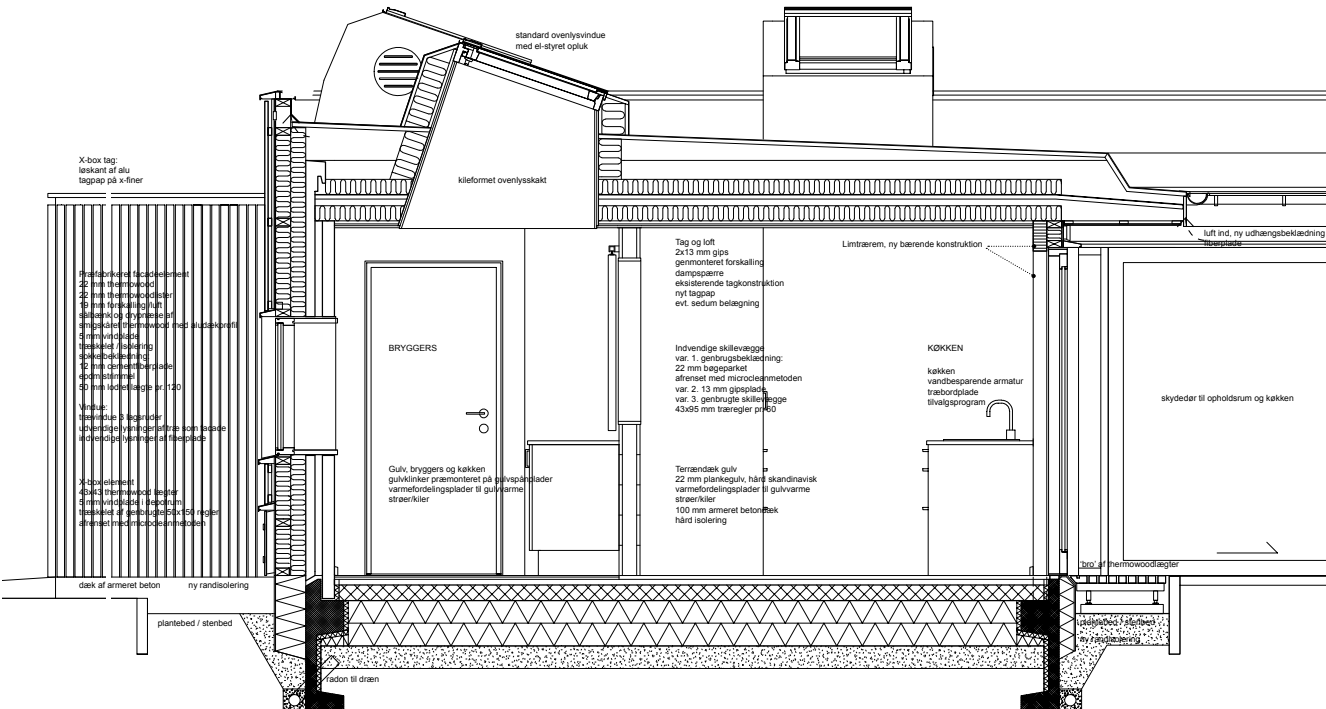 standard ovenlysvindue
med el-styret opluk
X-box tag:
løskant af alu
tagpap på x-finer
kileformet ovenlysskakt
luft ind, ny udhængsbeklædning
fiberplade
Tag og loft
2x13 mm gips
genmonteret forskalling
dampspærre
eksisterende tagkonstruktion
nyt tagpap
evt. sedum belægning
Limtrærem, ny bærende konstruktion
Præfabrikeret facadeelement
22 mm thermowood
22 mm thermowoodlister
19 mm forskalling /luft
sålbænk og drypnæse af
smigskåret thermowood med aludækprofil
5 mm vindplade
træskelet / isolering
sokkelbeklædning:
12 mm cementfiberplade
epdm strimmel
50 mm lodret lægte pr. 120
Vindue:
trævindue 3 lagsruder
udvendige lysninger af træ som facade
indvendige lysninger af fiberplade
X-box element
43x43 thermowood lægter
5 mm vindplade i deporum
træskelet af genbrugte 50x150 regler
afrenset med microcleanmetoden
BRYGGERS
Indvendige skillevægge
var. 1. genbrugsbeklædning:
22 mm bøgeparket
afrenset med microcleanmetoden
var. 2. 13 mm gipsplade
var. 3. genbrugte skillevægge
43x95 mm træregler pr. 60
KØKKEN
køkken
vandbesparende armatur
træbordplade
tilvalgsprogram
skydedør til opholdsrum og køkken
Gulv, bryggers og køkken
gulvklinker præmonteret på gulvspånplader
varmefordelingsplader til gulvvarme
strøer/kiler
Terrændæk gulv
22 mm plankegulv, hård skandinavisk
varmefordelingsplader til gulvvarme
strøer/kiler
100 mm armeret betondæk
hård isolering
dæk af armeret beton
ny randisolering
'bro' af thermowoodlægter
plantebed / stenbed
plantebed / stenbed
ny randisolering
radon til dræn